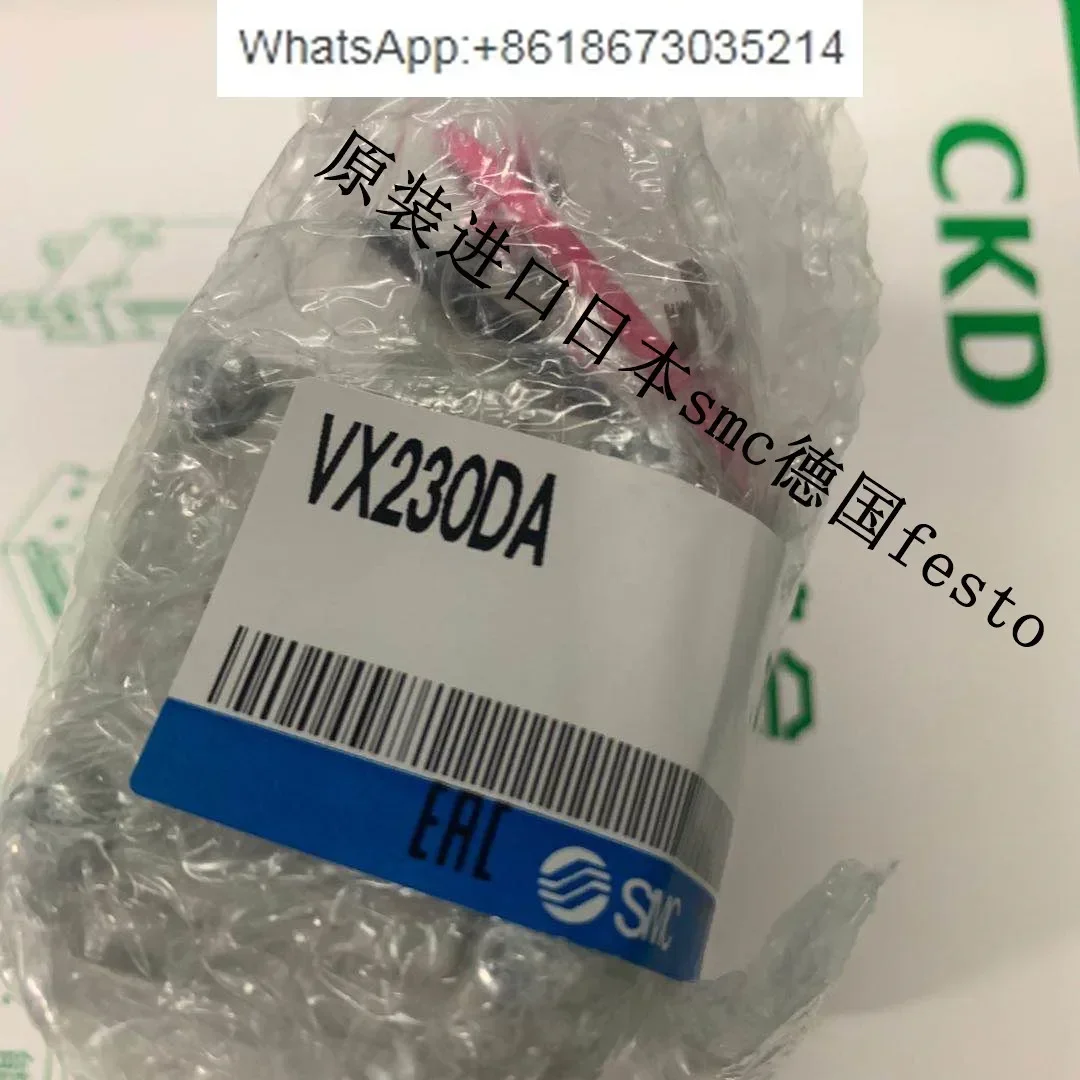 WhatsApp:+8618673035214
原装进口日本smc德国festo
CKD
VX230DA
EAC
SMC